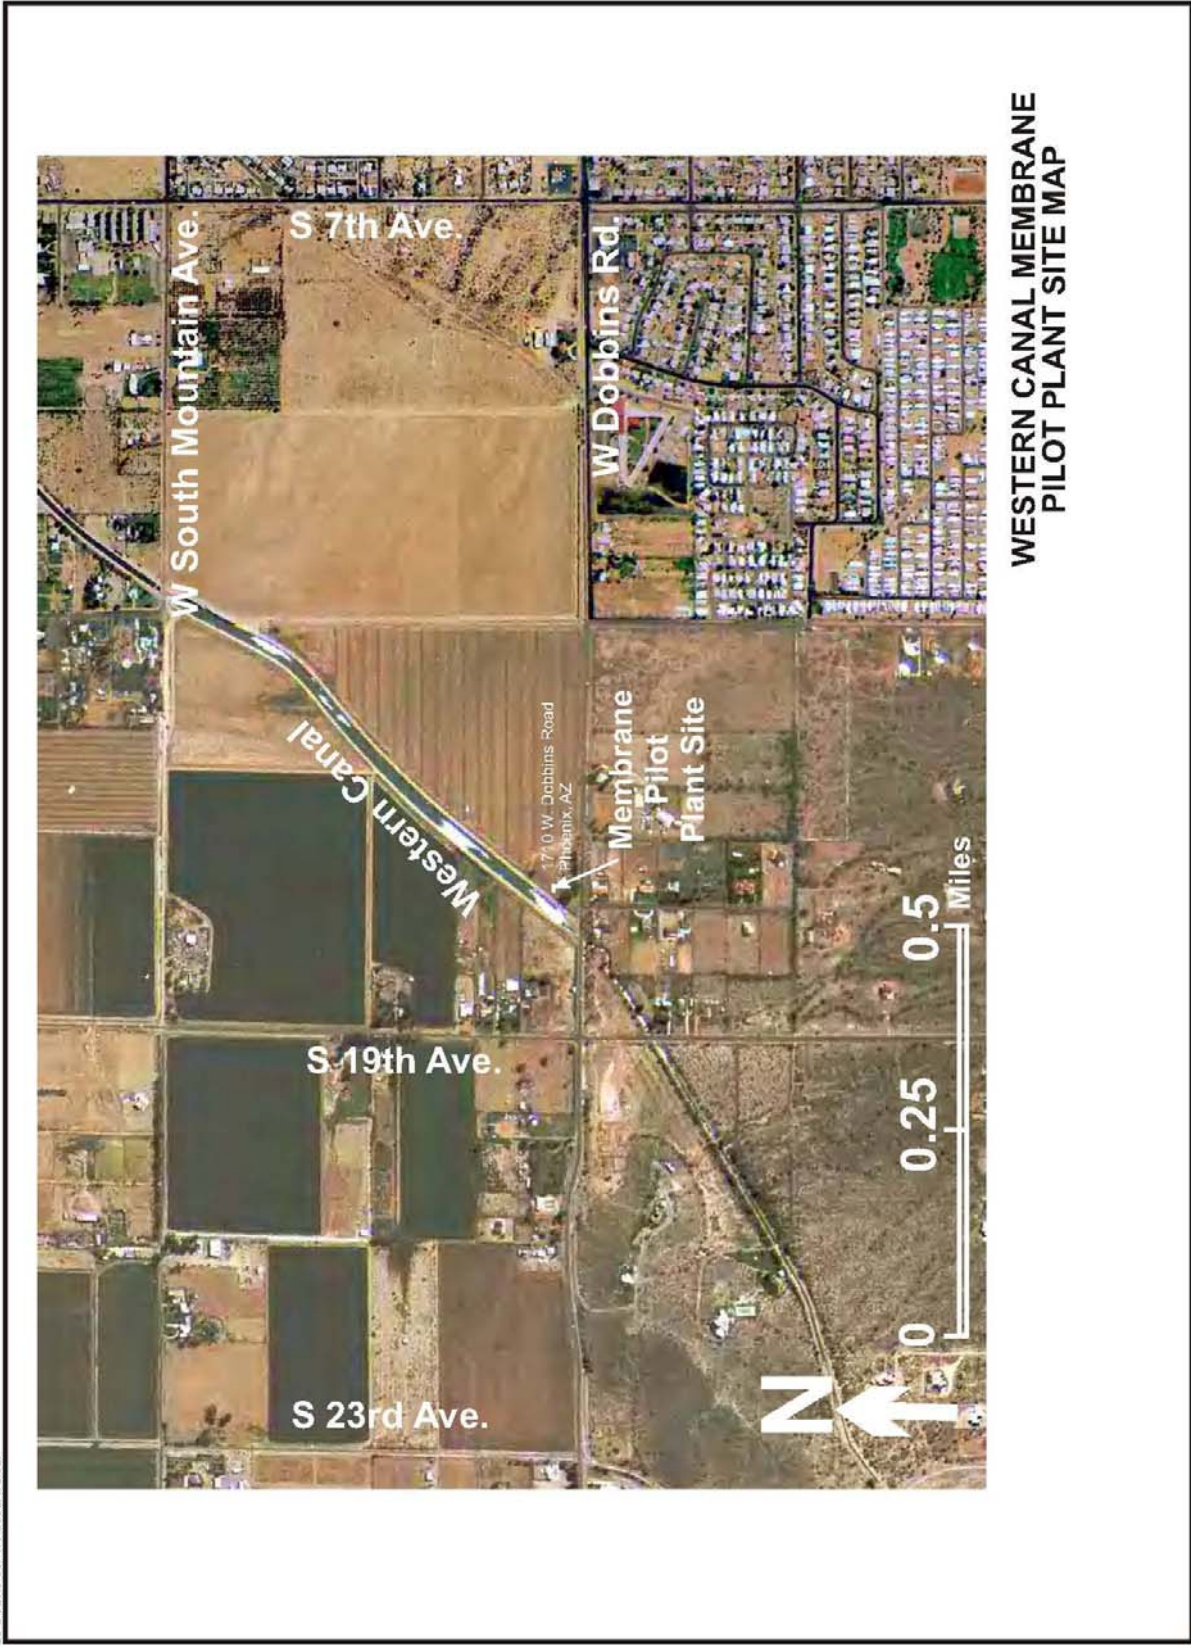 W South Mountain Ave.
S 7th Ave.
W Dobbins Rd.
Western Canal
1710 W. Dobbins Road
Phoenix, AZ
Membrane
Pilot
Plant Site
S 19th Ave.
S 23rd Ave.
N
0
0.25
0.5
Miles
WESTERN CANAL MEMBRANE
PILOT PLANT SITE MAP